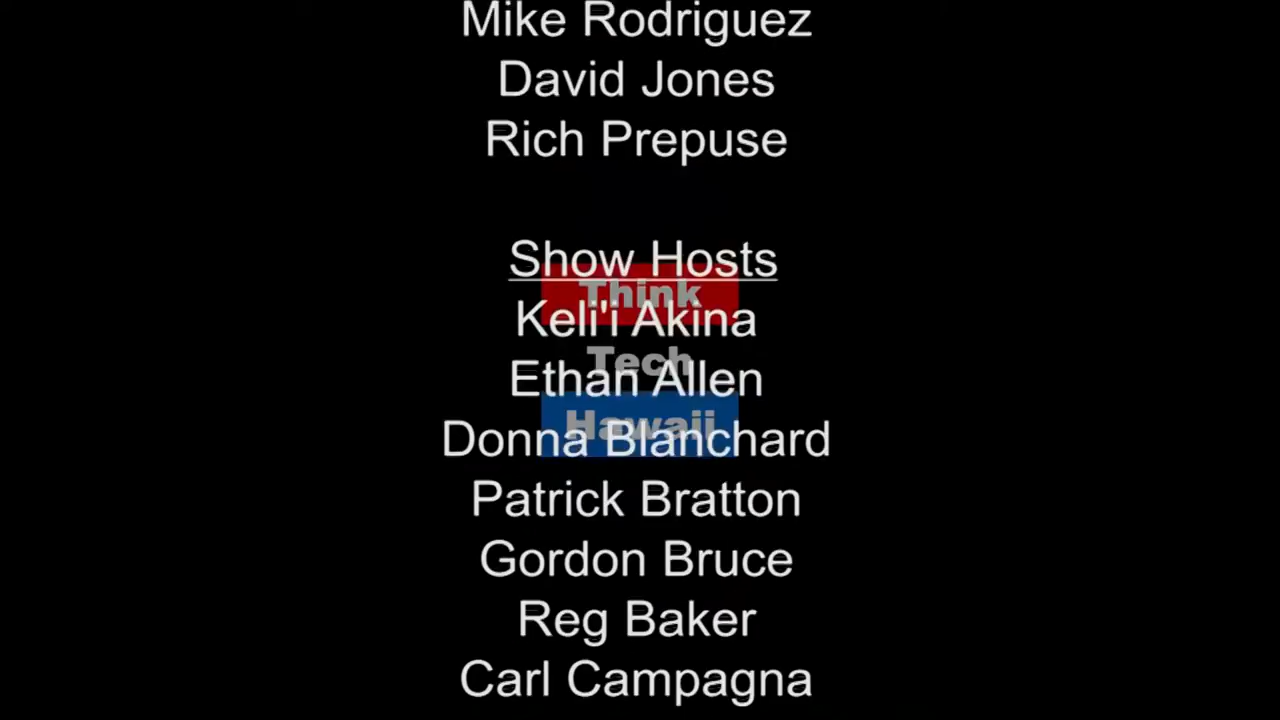 Mike Rodriguez
David Jones
Rich Prepuse
Show Hosts
Think
Keli'i Akina
Tech
Ethan Allen
Hawaii
Donna Blanchard
Patrick Bratton
Gordon Bruce
Reg Baker
Carl Campagna